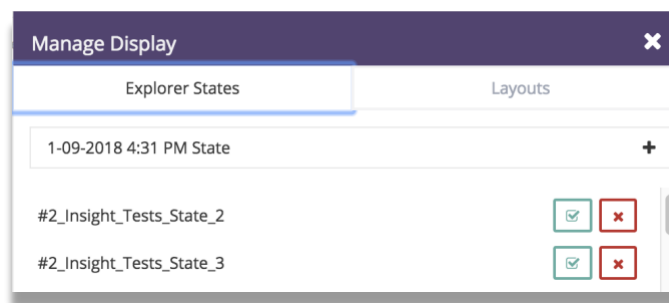 Manage Display
Explorer States
Layouts
1-09-2018 4:31 PM State
#2_Insight_Tests_State_2
#2_Insight_Tests_State_3